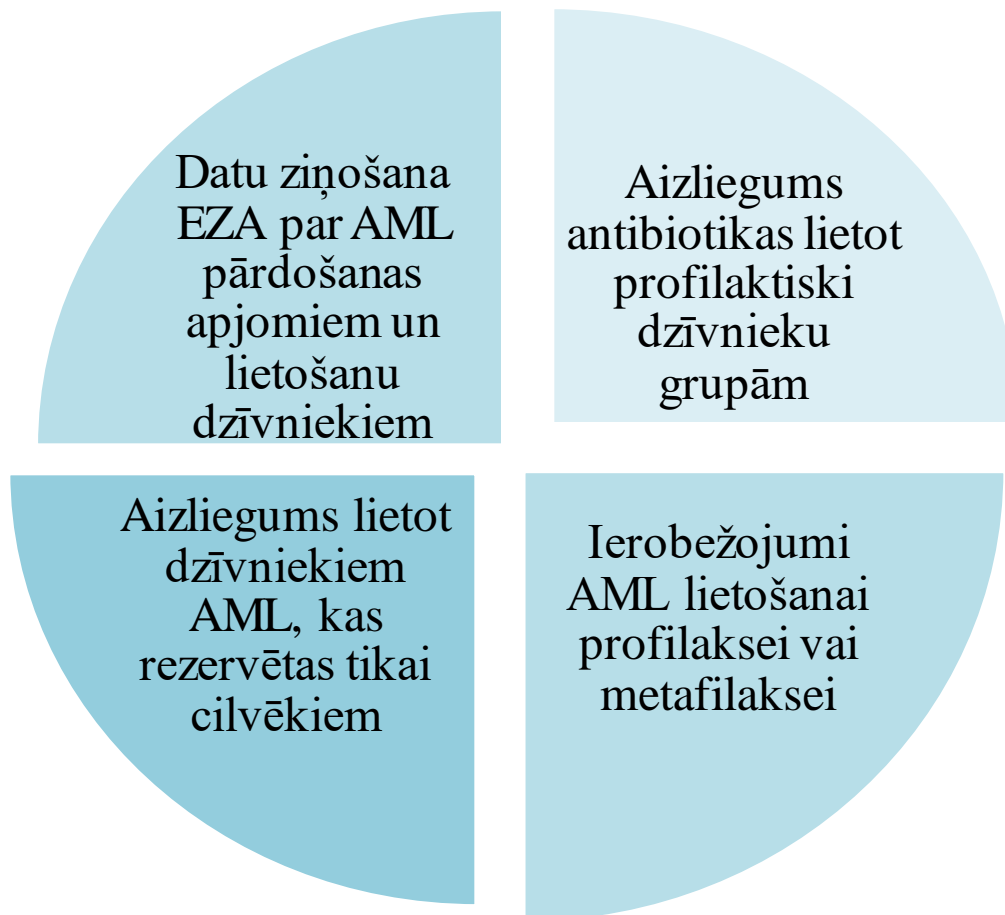 Datu ziņošana
EZA par AML
pārdošanas
apjomiem un
lietošanu
dzīvniekiem
Aizliegums
antibiotikas lietot
profilaktiski
dzīvnieku
grupām
Aizliegums lietot
dzīvniekiem
AML, kas
rezervētas tikai
cilvēkiem
Ierobežojumi
AML lietošanai
profilaksei vai
metafilaksei